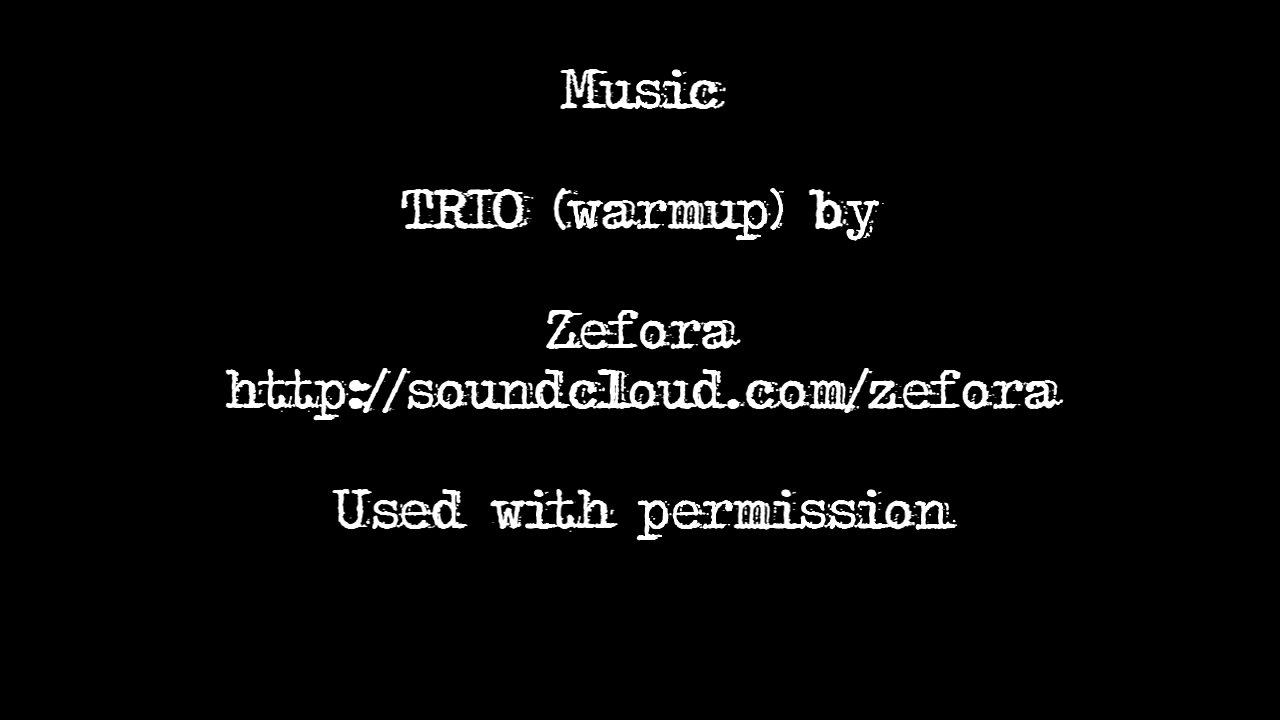 Music
TRIO (warmup) by
Zefora
http://soundcloud.com/zefora
Used with permission